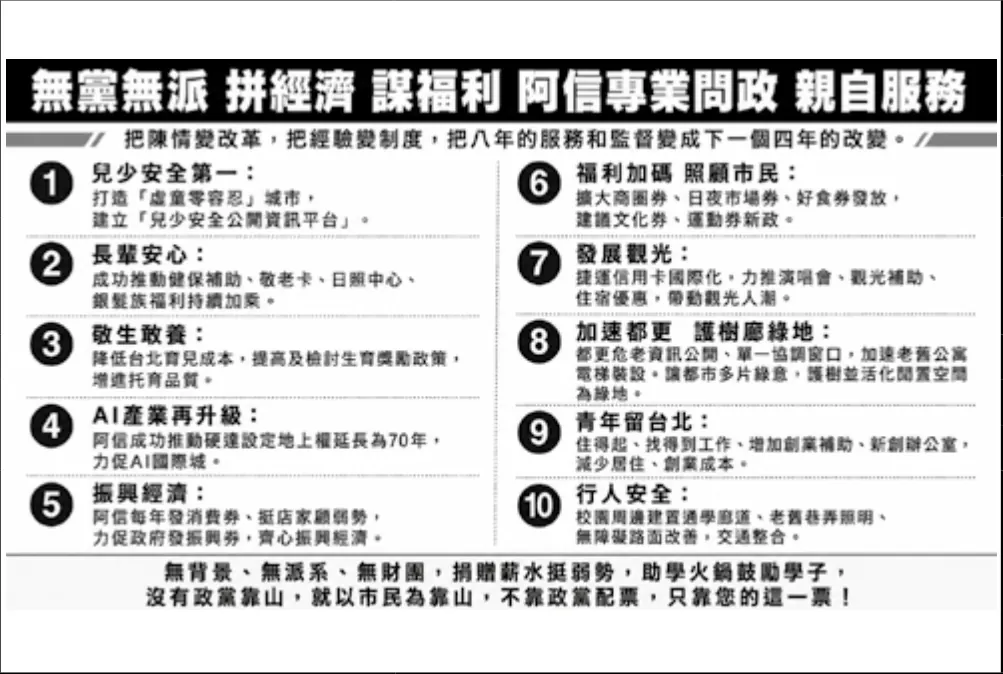 無黨無派 拼經濟 謀福利 阿信專業問政 親自服務
把陳情變改革，把經驗變制度，把八年的服務和監督變成下一個四年的改變。
1 兒少安全第一：
打造「虐童零容忍」城市，
建立「兒少安全公開資訊平台」。
2 長輩安心：
成功推動健保補助、敬老卡、日照中心、
銀髮族福利持續加乘。
3 敬生敢養：
降低台北育兒成本，提高及檢討生育獎勵政策，
增進托育品質。
4 AI產業再升級：
阿信成功推動硬達設定地上權延長為70年，
力促AI國際城。
5 振興經濟：
阿信每年發消費券、挺店家顧弱勢，
力促政府發振興券，齊心振興經濟。
6 福利加碼 照顧市民：
擴大商圈券、日夜市場券、好食券發放，
建議文化券、運動券新政。
7 發展觀光：
捷運信用卡國際化，力推演唱會、觀光補助、
住宿優惠，帶動觀光人潮。
8 加速都更 護樹廊綠地：
都更危老資訊公開、單一協調窗口，加速老舊公寓
電梯裝設。讓都市多片綠意，護樹並活化閒置空間
為綠地。
9 青年留台北：
住得起、找得到工作、增加創業補助、新創辦公室，
減少居住、創業成本。
10 行人安全：
校園周邊建置通學廊道、老舊巷弄照明、
無障礙路面改善，交通整合。
無背景、無派系、無財團，捐贈薪水挺弱勢，助學火鍋鼓勵學子，
沒有政黨靠山，就以市民為靠山，不靠政黨配票，只靠您的這一票！